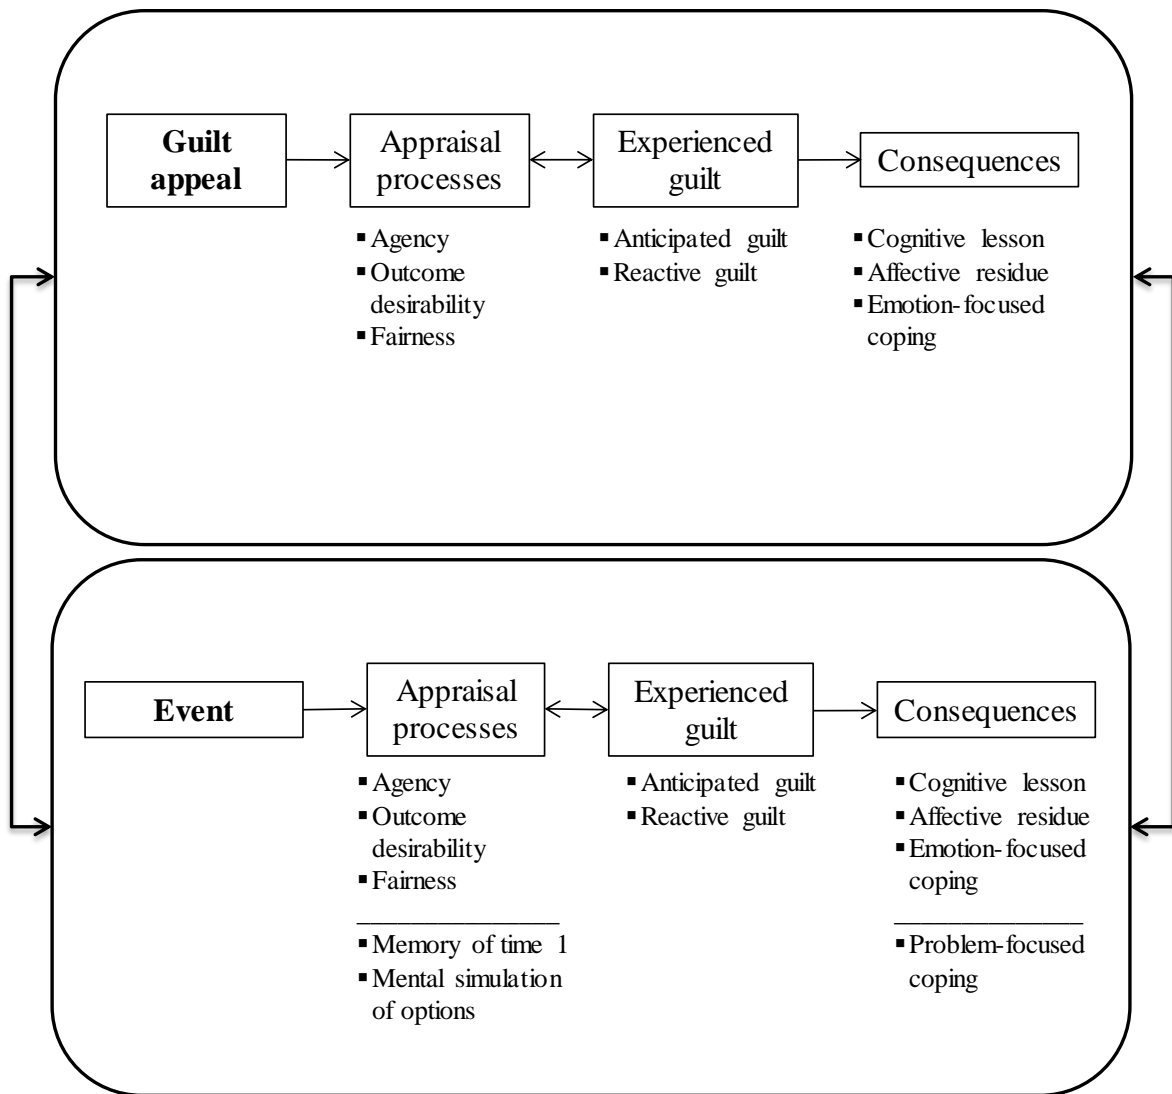 Guilt
appeal
Appraisal
processes
Experienced
guilt
Consequences
▪ Agency
▪ Outcome
desirability
▪ Fairness
▪ Anticipated guilt
▪ Reactive guilt
▪ Cognitive lesson
▪ Affective residue
▪ Emotion-focused
coping
Event
Appraisal
processes
Experienced
guilt
Consequences
▪ Agency
▪ Outcome
desirability
▪ Fairness
▪ Memory of time 1
▪ Mental simulation
of options
▪ Anticipated guilt
▪ Reactive guilt
▪ Cognitive lesson
▪ Affective residue
▪ Emotion-focused
coping
▪ Problem-focused
coping